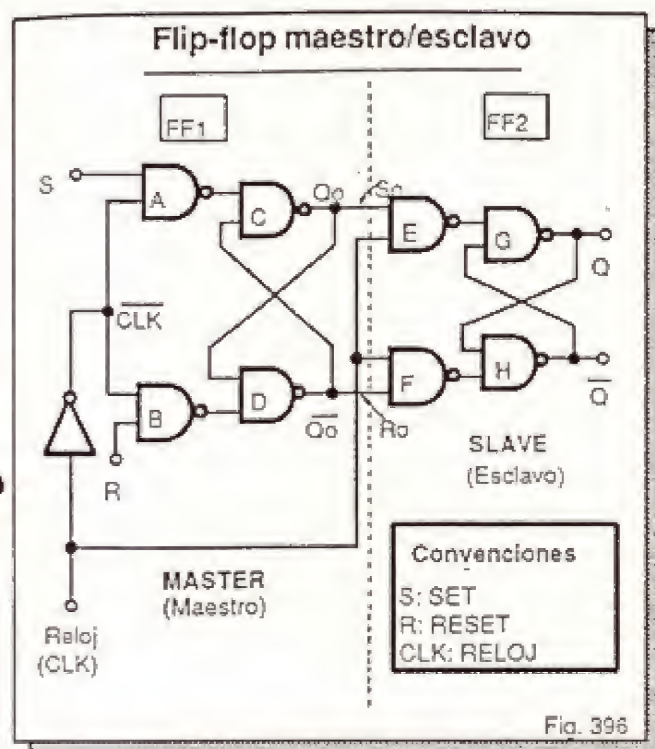 Flip-flop maestro/esclavo
FF1
FF2
S
A
C
Qo
So
E
G
Q
CLK
B
D
Qo
Ro
F
H
Q
R
SLAVE
(Esclavo)
MASTER
(Maestro)
Reloj
(CLK)
Convenciones
S: SET
R: RESET
CLK: RELOJ
Fig. 396